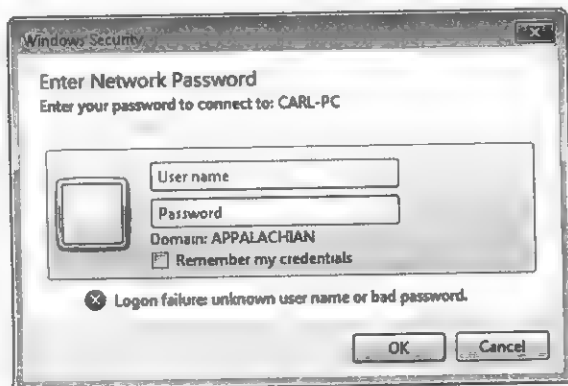 Windows Security
Enter Network Password
Enter your password to connect to: CARL-PC
User name
Password
Domain: APPALACHIAN
Remember my credentials
Logon failure: unknown user name or bad password.
OK
Cancel